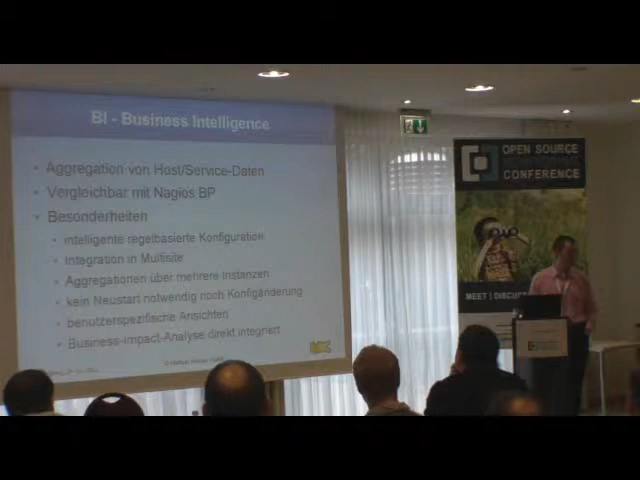 BI - Business Intelligence
• Aggregation von Host/Service-Daten
• Vergleichbar mit Nagios BP
• Besonderheiten
• intelligente regelbasierte Konfiguration
• Integration in Multisite
• Aggregationen über mehrere Instanzen
• kein Neustart notwendig noch Konfigänderung
• benutzerspezifische Ansichten
• Business-Impact-Analyse direkt integriert
OPEN SOURCE
CONFERENCE
MEET | DISCUSS